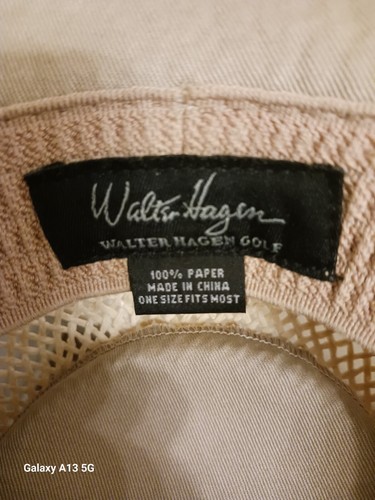 Walter Hagen
WALTER HAGEN GOLF
100% PAPER
MADE IN CHINA
ONE SIZE FITS MOST
Galaxy A13 5G